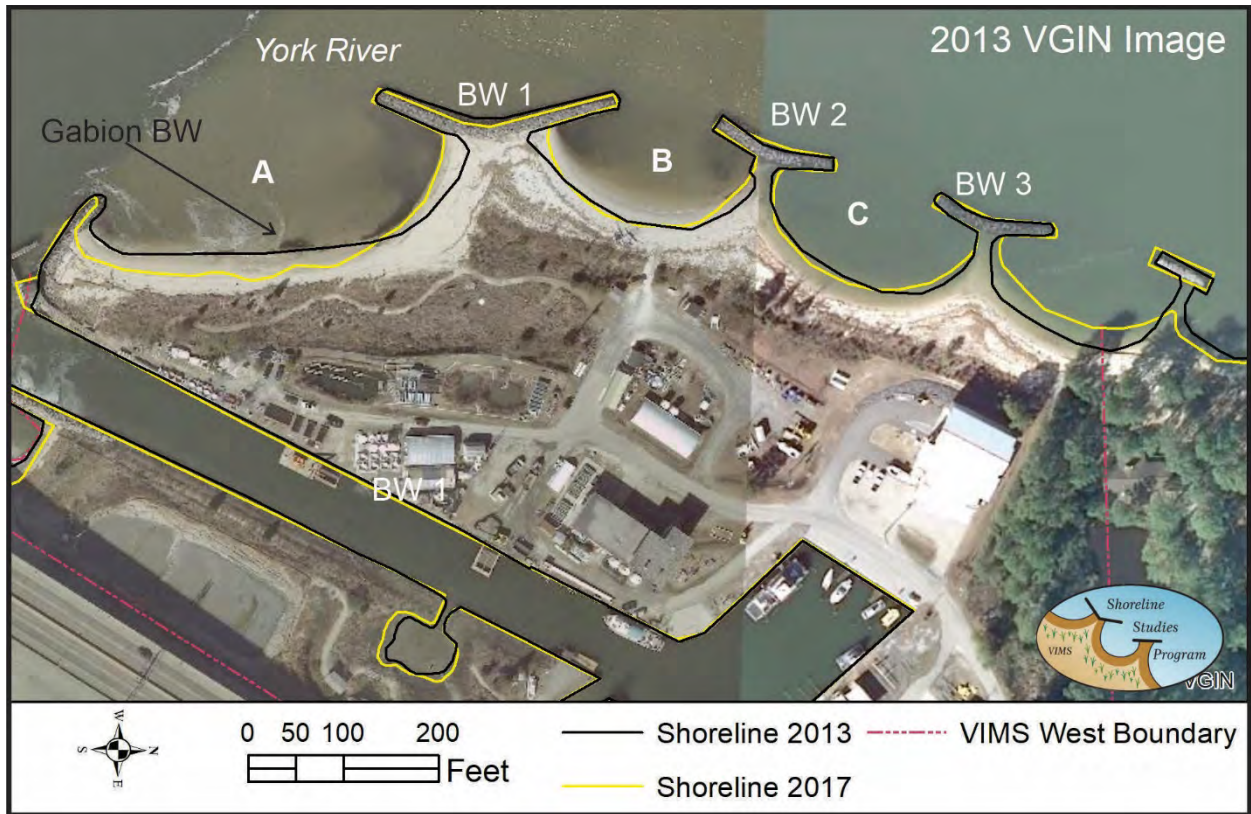 York River
2013 VGIN Image
BW 1
BW 2
Gabion BW
A
B
BW 3
C
BW 1
Shoreline
Studies
VIMS
Program
VGIN
W
S
N
E
0 50 100 200
Feet
Shoreline 2013
VIMS West Boundary
Shoreline 2017